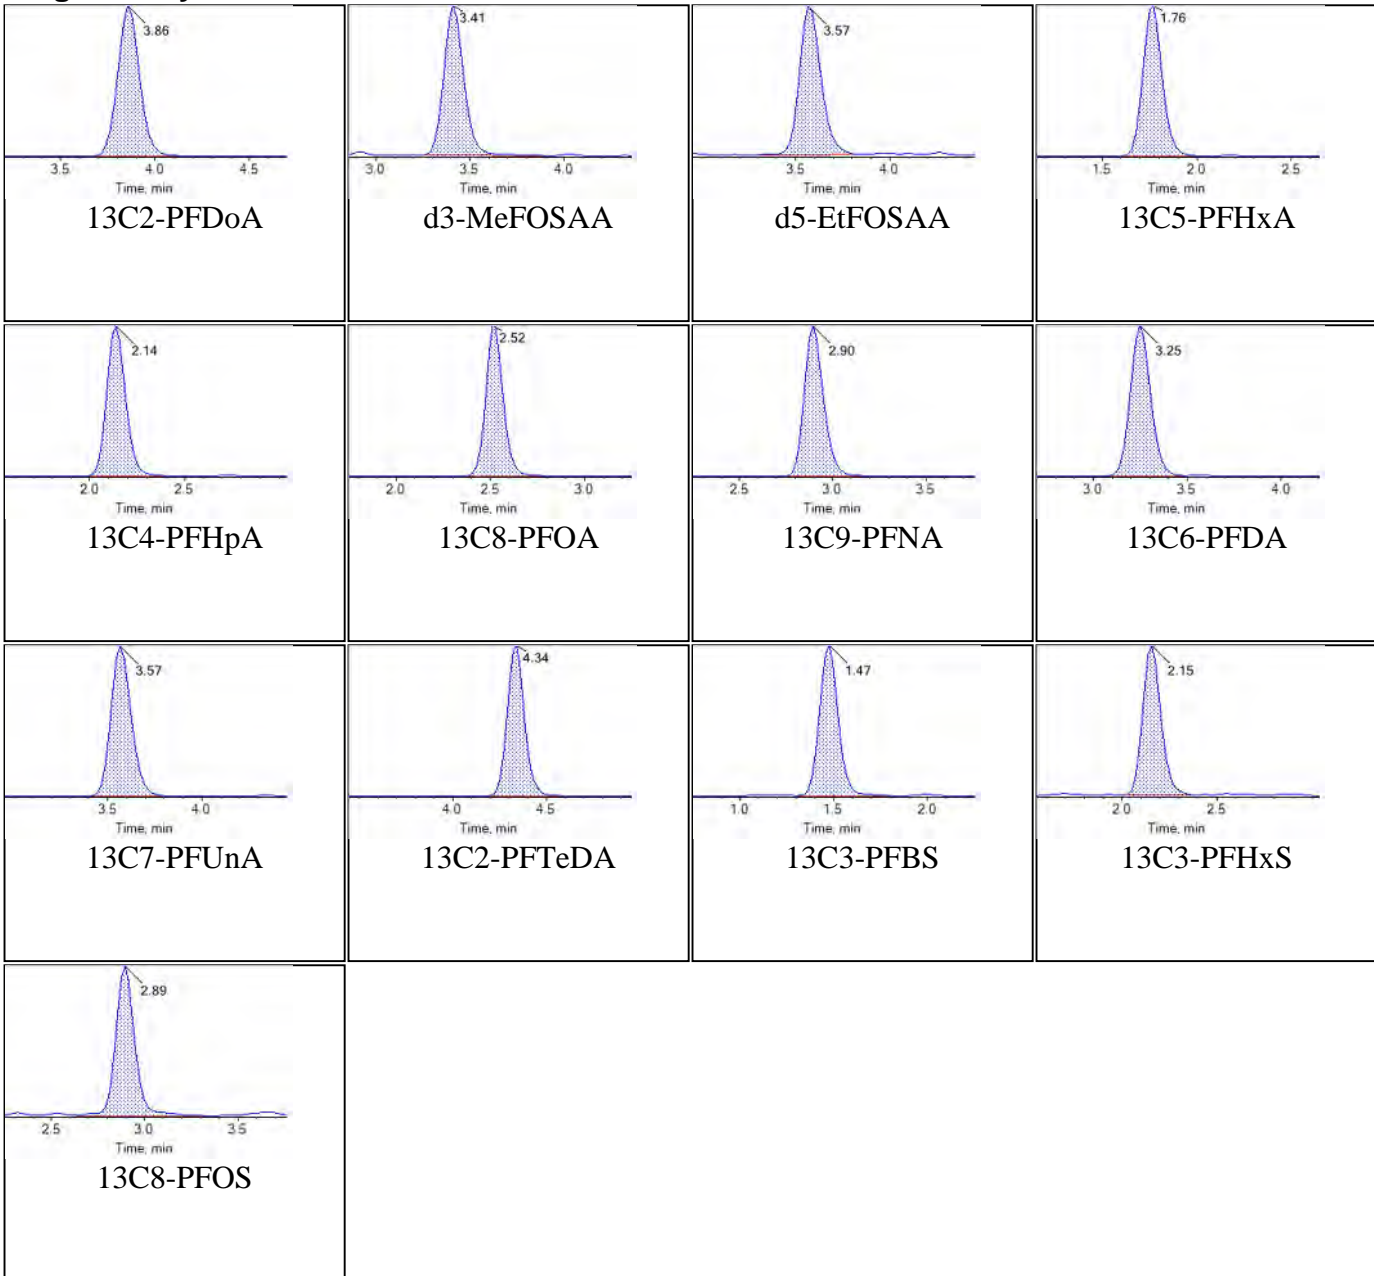 3.86
3.5 4.0 4.5
Time, min
13C2-PFDoA
3.41
3.0 3.5 4.0
Time, min
d3-MeFOSAA
3.57
3.5 4.0
Time, min
d5-EtFOSAA
1.76
1.5 2.0 2.5
Time, min
13C5-PFHxA
2.14
2.0 2.5
Time, min
13C4-PFHpA
2.52
2.0 2.5 3.0
Time, min
13C8-PFOA
2.90
2.5 3.0 3.5
Time, min
13C9-PFNA
3.25
3.0 3.5 4.0
Time, min
13C6-PFDA
3.57
3.5 4.0
Time, min
13C7-PFUnA
4.34
4.0 4.5
Time, min
13C2-PFTeDA
1.47
1.0 1.5 2.0
Time, min
13C3-PFBS
2.15
2.0 2.5
Time, min
13C3-PFHxS
2.89
2.5 3.0 3.5
Time, min
13C8-PFOS